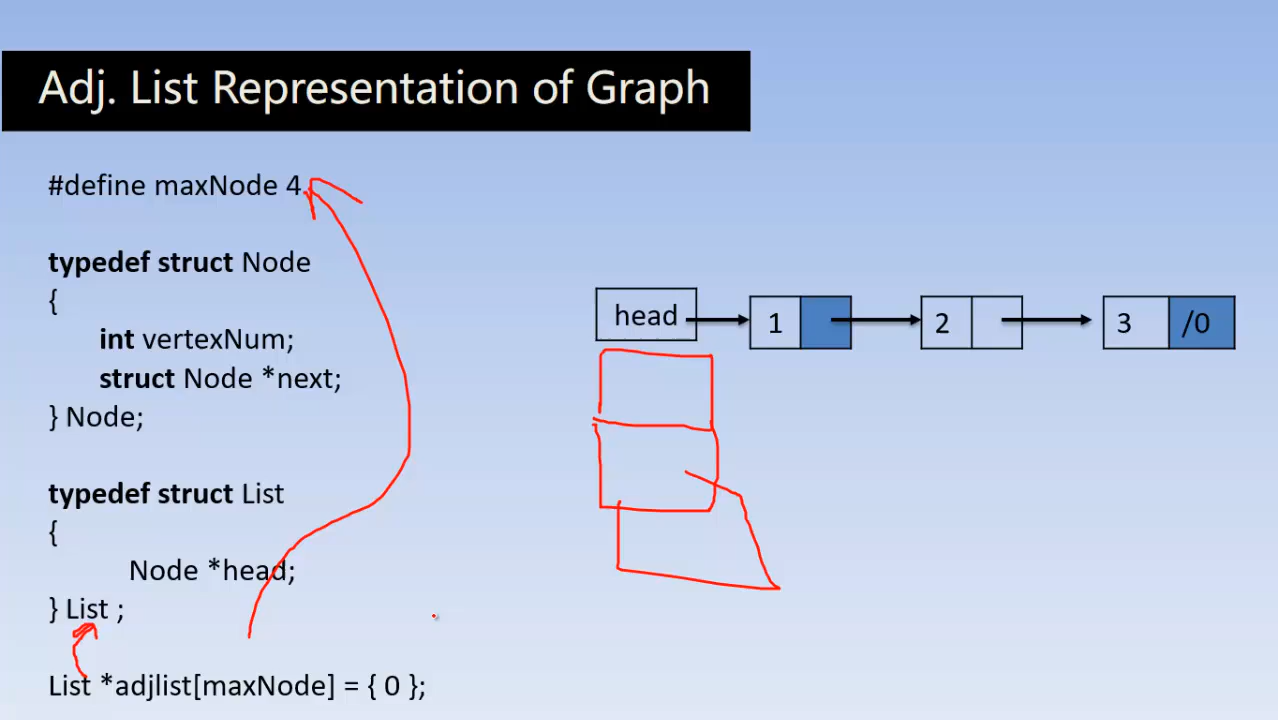 Adj. List Representation of Graph
#define maxNode 4
typedef struct Node
{
int vertexNum;
struct Node *next;
} Node;
typedef struct List
{
Node *head;
} List ;
List *adjlist[maxNode] = { 0 };
head 1 2 3 /0